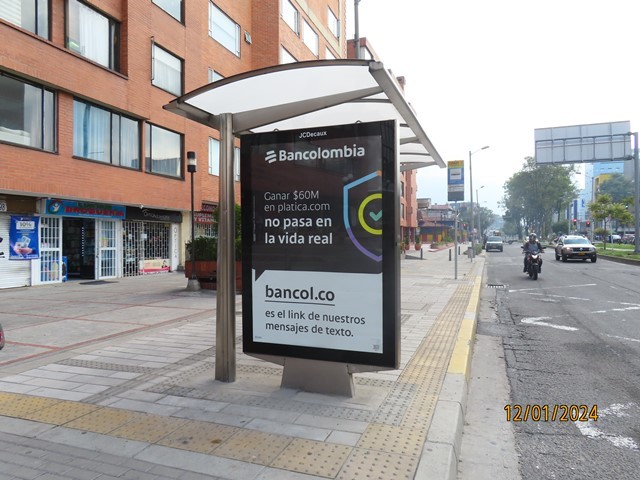 JCDecaux
Bancolombia
Ganar $60M
en platica.com
no pasa en
la vida real
bancol.co
es el link de nuestros
mensajes de texto.
12/01/2024